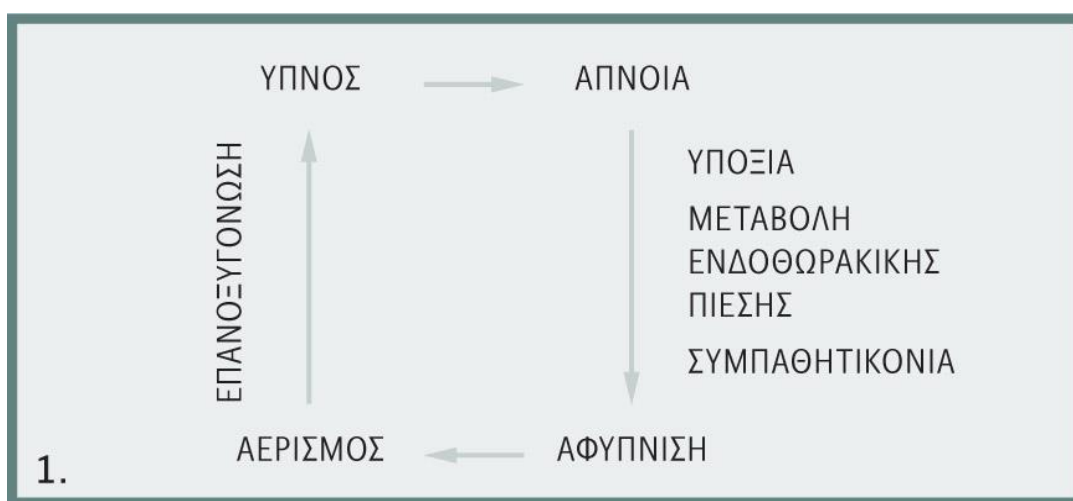 ΥΠΝΟΣ
ΑΠΝΟΙΑ
ΥΠΟΞΙΑ
ΜΕΤΑΒΟΛΗ
ΕΝΔΟΘΩΡΑΚΙΚΗΣ
ΠΙΕΣΗΣ
ΣΥΜΠΑΘΗΤΙΚΟΝΙΑ
ΑΦΥΠΝΙΣΗ
ΑΕΡΙΣΜΟΣ
ΕΠΑΝΟΞΥΓΟΝΩΣΗ
1.